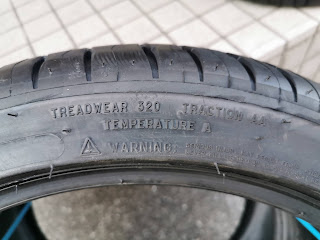 TREADWEAR 320 TRACTION AA
TEMPERATURE A
⚠ WARNING: